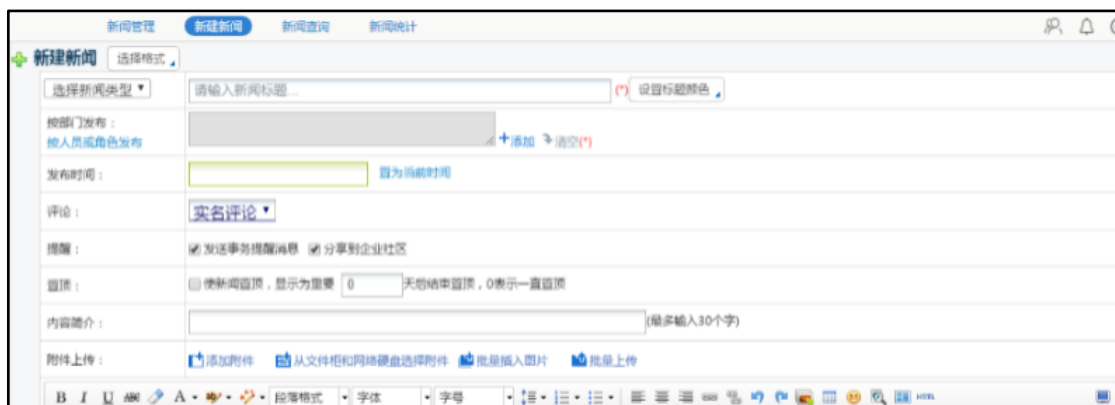 新闻管理 新建新闻 新闻查询 新闻统计
新建新闻 选择格式
选择新闻类型 请输入新闻标题... (*) 设置标题颜色
按部门发布：
按人员或角色发布 添加 清空(*)
发布时间： 置为当前时间
评论： 实名评论
提醒： 发送事务提醒消息 分享到企业社区
置顶： 使新闻置顶，显示为重要 0 天后结束置顶，0表示一直置顶
内容简介： (最多输入30个字)
附件上传： 添加附件 从文件柜和网络硬盘选择附件 批量插入图片 批量上传
B I U ABC A ab 段落格式 字体 字号 HTML